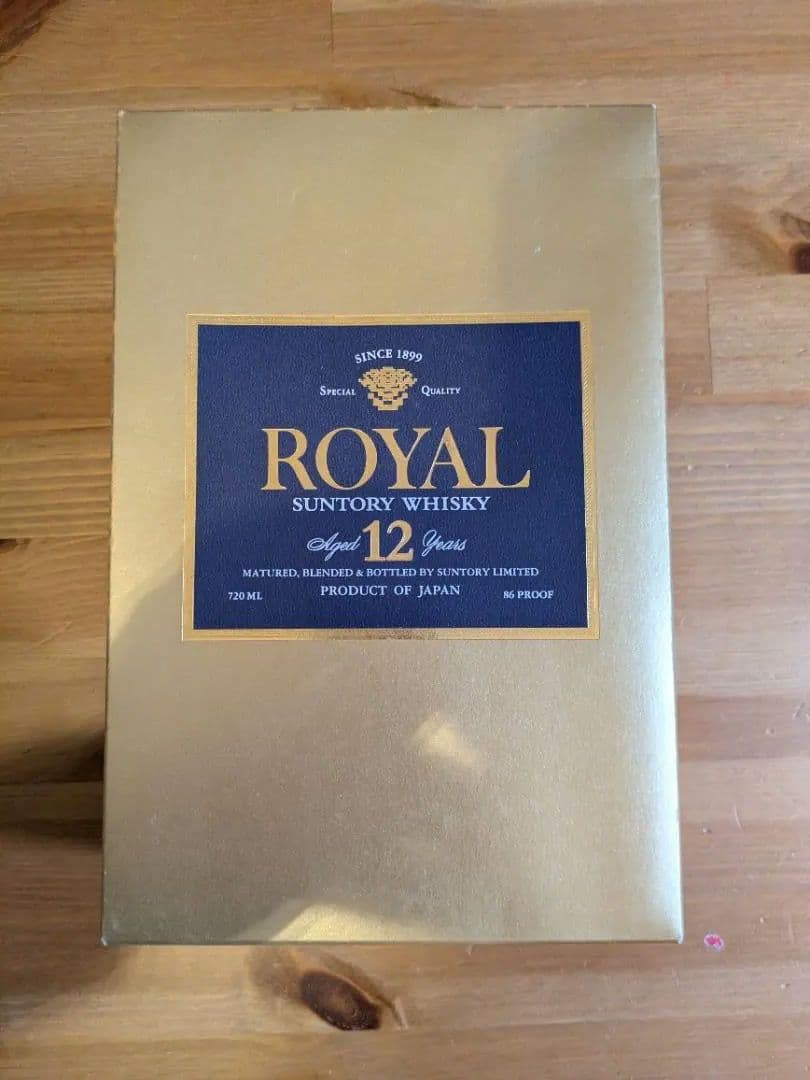 SINCE 1899
SPECIAL QUALITY
ROYAL
SUNTORY WHISKY
Aged 12 Years
MATURED, BLENDED & BOTTLED BY SUNTORY LIMITED
720 ML PRODUCT OF JAPAN 86 PROOF